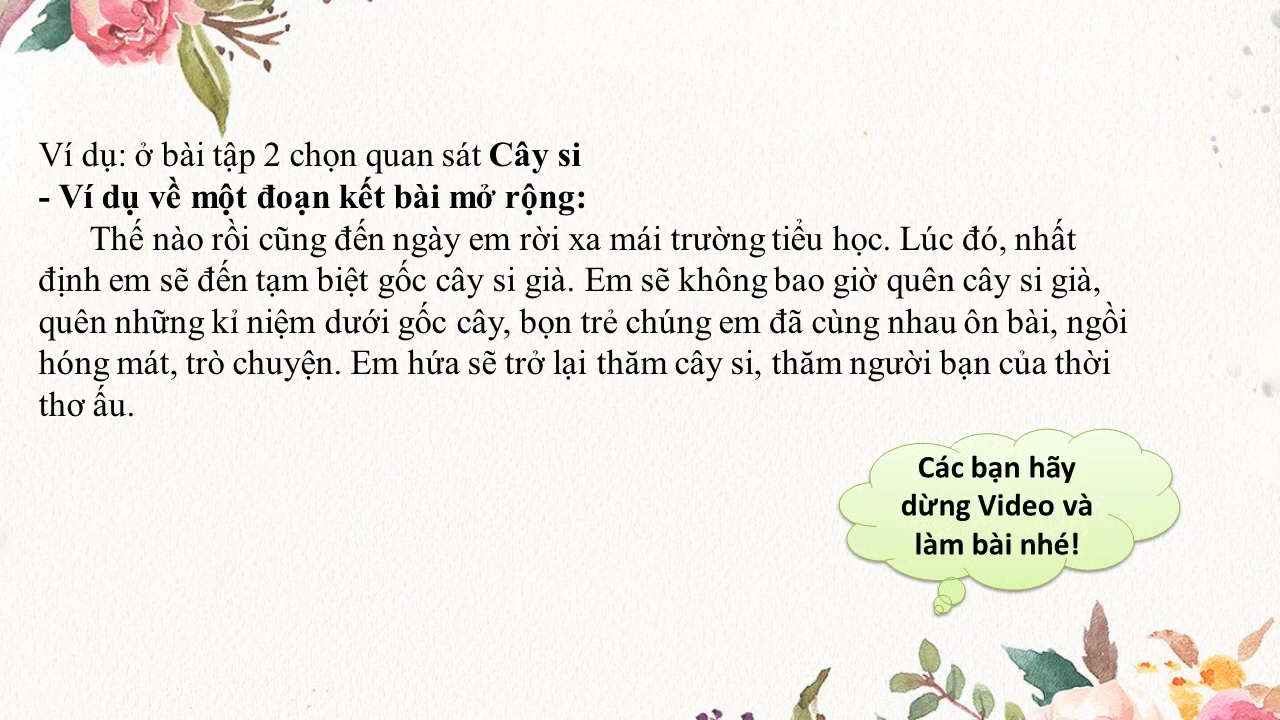 Ví dụ: ở bài tập 2 chọn quan sát Cây si
- Ví dụ về một đoạn kết bài mở rộng:
Thế nào rồi cũng đến ngày em rời xa mái trường tiểu học. Lúc đó, nhất
định em sẽ đến tạm biệt gốc cây si già. Em sẽ không bao giờ quên cây si già,
quên những kỉ niệm dưới gốc cây, bọn trẻ chúng em đã cùng nhau ôn bài, ngồi
hóng mát, trò chuyện. Em hứa sẽ trở lại thăm cây si, thăm người bạn của thời
thơ ấu.
Các bạn hãy
dừng Video và
làm bài nhé!